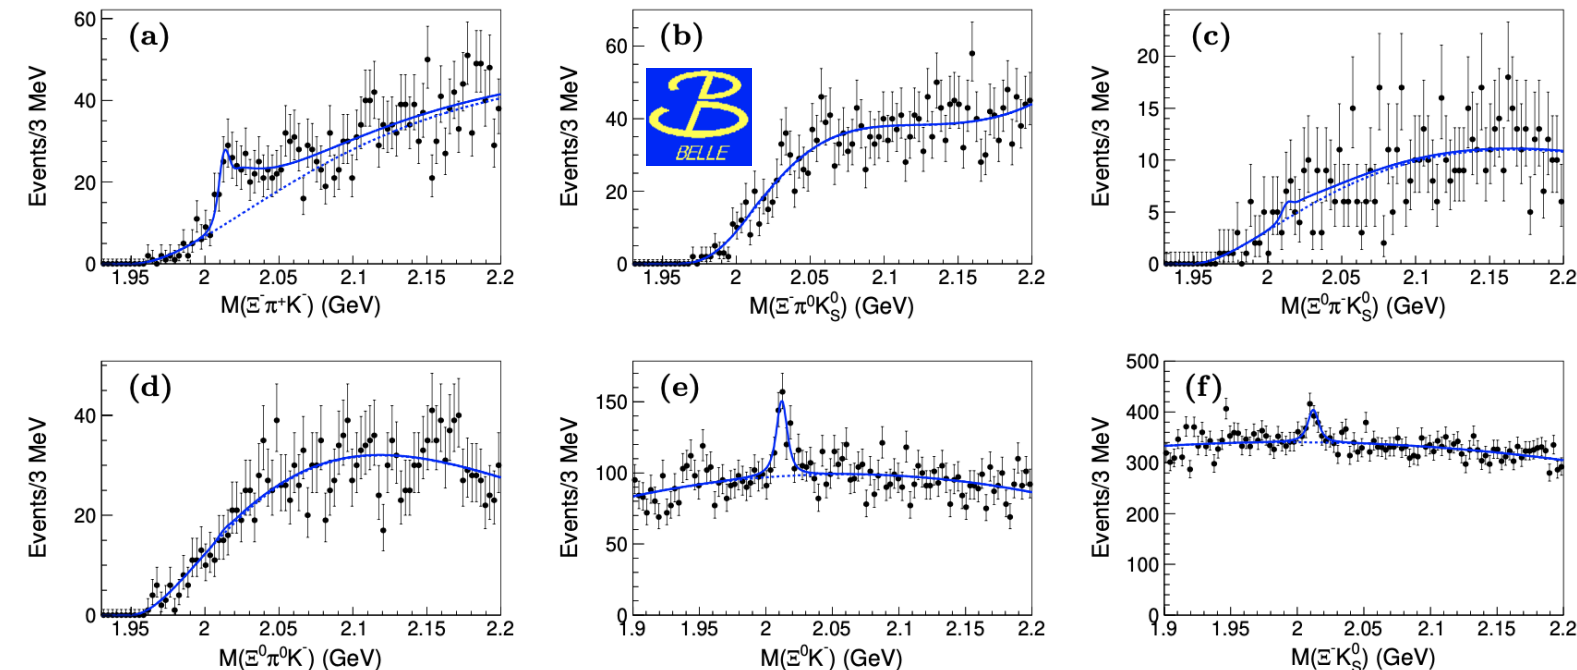 (a)
Events/3 MeV
60
40
20
0
1.95 2 2.05 2.1 2.15 2.2
M(Ξ⁻π⁺K⁻) (GeV)
(b)
BELLE
Events/3 MeV
60
40
20
0
1.95 2 2.05 2.1 2.15 2.2
M(Ξ⁻π⁰K⁰S) (GeV)
(c)
Events/3 MeV
20
15
10
5
0
1.95 2 2.05 2.1 2.15 2.2
M(Ξ⁰π⁻K⁰S) (GeV)
(d)
Events/3 MeV
40
20
0
1.95 2 2.05 2.1 2.15 2.2
M(Ξ⁰π⁰K⁻) (GeV)
(e)
Events/3 MeV
150
100
50
0
1.9 1.95 2 2.05 2.1 2.15 2.2
M(Ξ⁰K⁻) (GeV)
(f)
Events/3 MeV
500
400
300
200
100
0
1.9 1.95 2 2.05 2.1 2.15 2.2
M(Ξ⁻K⁰S) (GeV)